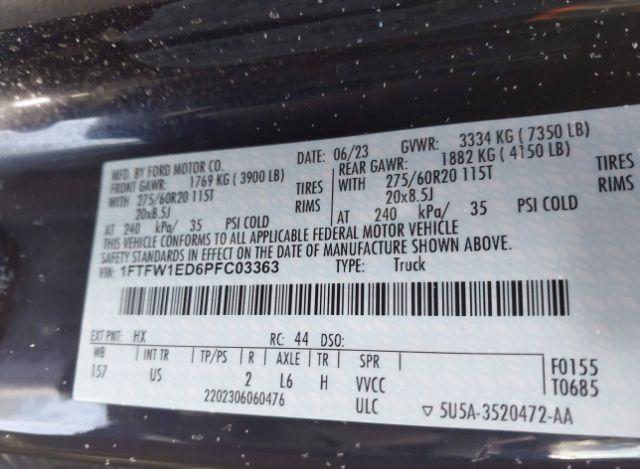 MFD. BY FORD MOTOR CO.
DATE: 06/23 GVWR: 3334 KG ( 7350 LB)
FRONT GAWR: 1769 KG ( 3900 LB)
REAR GAWR: 1882 KG ( 4150 LB)
WITH 275/60R20 115T TIRES
WITH 275/60R20 115T TIRES
20x8.5J RIMS
20x8.5J RIMS
AT 240 kPa/ 35 PSI COLD
AT 240 kPa/ 35 PSI COLD
THIS VEHICLE CONFORMS TO ALL APPLICABLE FEDERAL MOTOR VEHICLE
SAFETY STANDARDS IN EFFECT ON THE DATE OF MANUFACTURE SHOWN ABOVE.
VIN: 1FTFW1ED6PFC03363 TYPE: Truck
EXT PNT: HX RC: 44 DSO:
WB INT TR TP/PS R AXLE TR SPR F0155
157 US 2 L6 H VVCC T0685
2202306060476 ULC ▽ 5U5A-3520472-AA